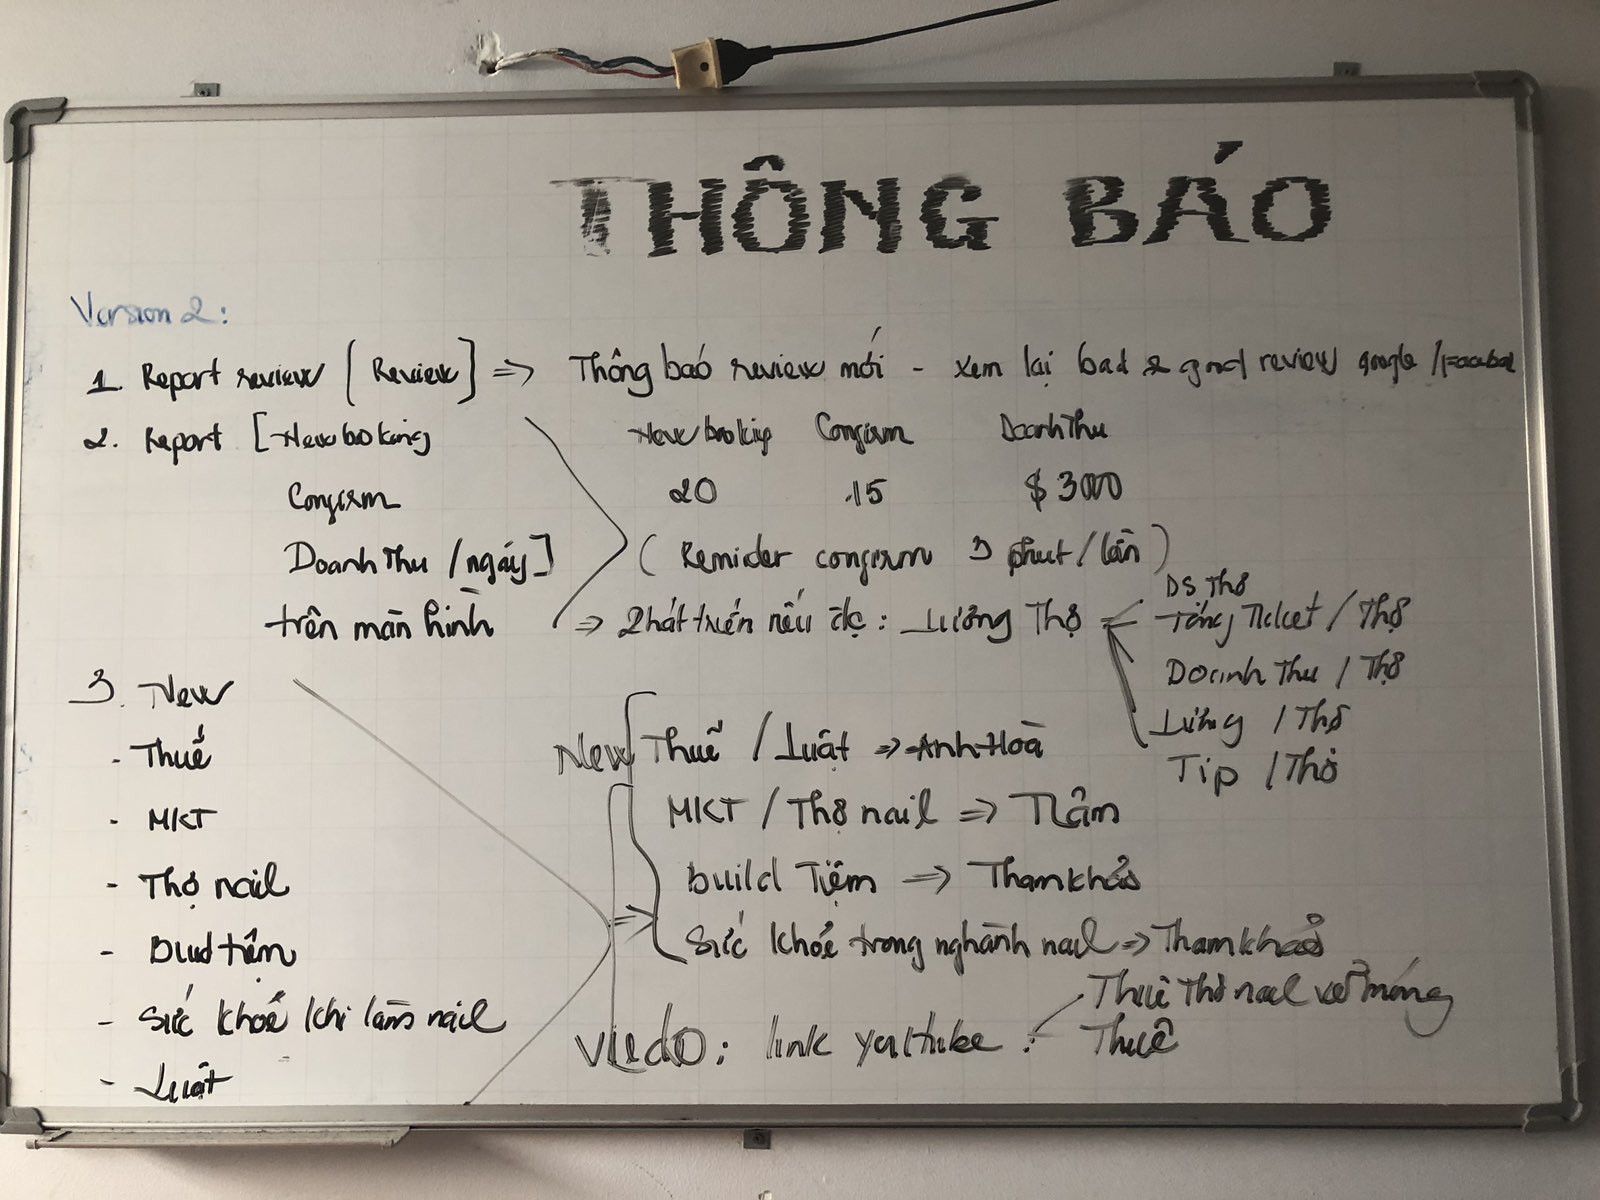 THÔNG BÁO
Version 2:
1. Report review [Review] => Thông báo review mới - xem lại bad & good review google / Facebook
2. Report [New booking
Confirm
Doanh Thu / ngày]
trên màn hình
New booking Confirm Doanh Thu
20 15 $ 3000
(Remider confirm 3 phút / lần)
=> Phát triển nếu đc : Lương Thợ
DS Thợ
Tổng Ticket / Thợ
Doanh Thu / Thợ
Lương / Thợ
Tip / Thợ
3. New
- Thuế
- MKT
- Thợ nail
- Build tiệm
- Sức khoẻ khi làm nail
- Luật
New Thuế / Luật => Anh Hoà
MKT / Thợ nail => Tâm
Build Tiệm => Tham khảo
Sức khoẻ trong nghành nail => Tham khảo
Viedo : link youtube :
Thuê Thợ nail vẽ móng
Thuế